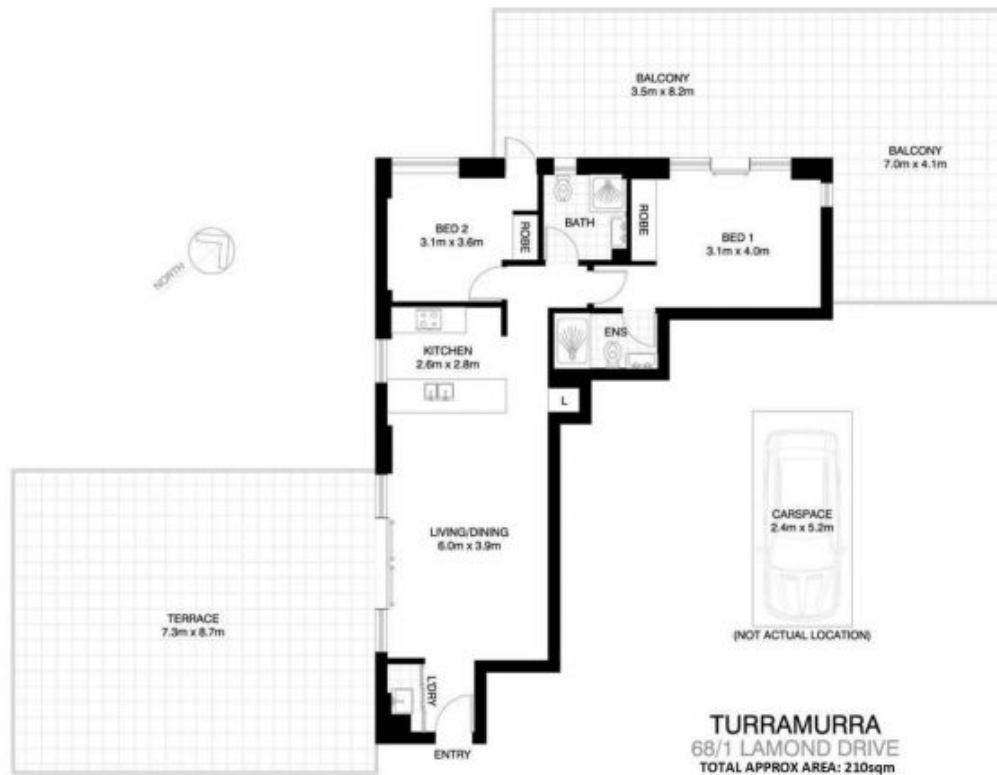 BALCONY
3.5m x 8.2m
BALCONY
7.0m x 4.1m
BED 2
3.1m x 3.6m
ROBE
BATH
ROBE
BED 1
3.1m x 4.0m
NORTH
KITCHEN
2.6m x 2.8m
ENS
L
LIVING/DINING
6.0m x 3.9m
CARSPACE
2.4m x 5.2m
(NOT ACTUAL LOCATION)
TERRACE
7.3m x 8.7m
L'DRY
ENTRY
TURRAMURRA
68/1 LAMOND DRIVE
TOTAL APPROX AREA: 210sqm